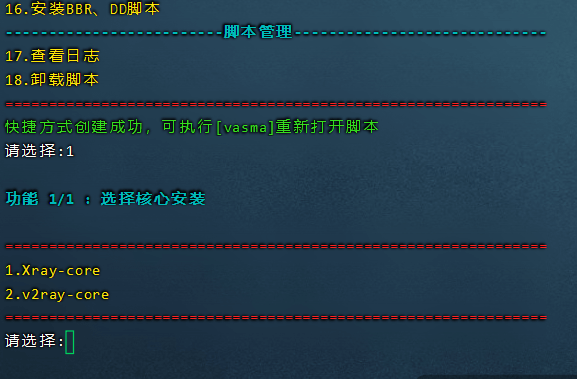 16.安装BBR、DD脚本
-------------------------脚本管理-----------------------------
17.查看日志
18.卸载脚本
==============================================================
快捷方式创建成功，可执行[vasma]重新打开脚本
请选择:1
功能 1/1 : 选择核心安装
==============================================================
1.Xray-core
2.v2ray-core
==============================================================
请选择: